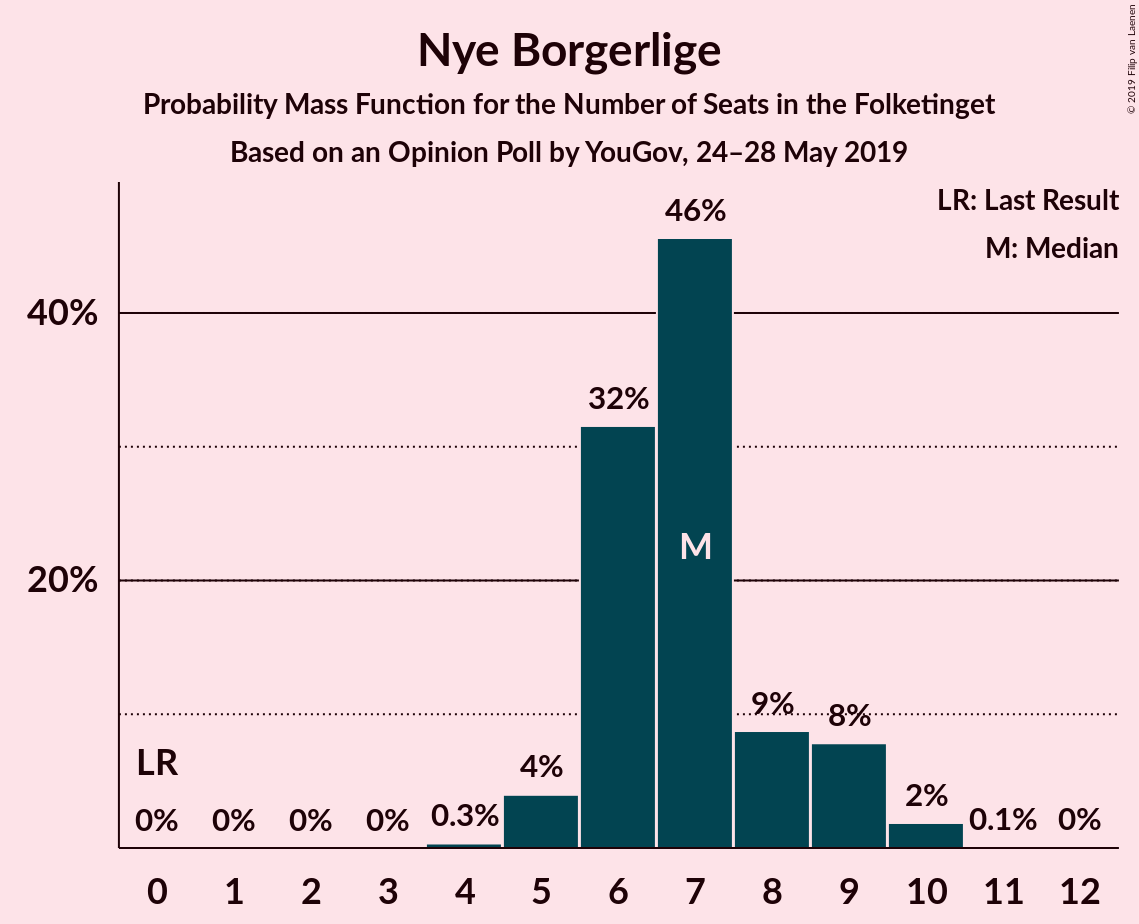 Nye Borgerlige
Probability Mass Function for the Number of Seats in the Folketinget
Based on an Opinion Poll by YouGov, 24–28 May 2019
© 2019 Filip van Laenen
LR: Last Result
M: Median
46%
40%
32%
M
20%
9%
8%
LR
4%
2%
0% 0% 0% 0% 0.3% 0.1% 0%
0 1 2 3 4 5 6 7 8 9 10 11 12